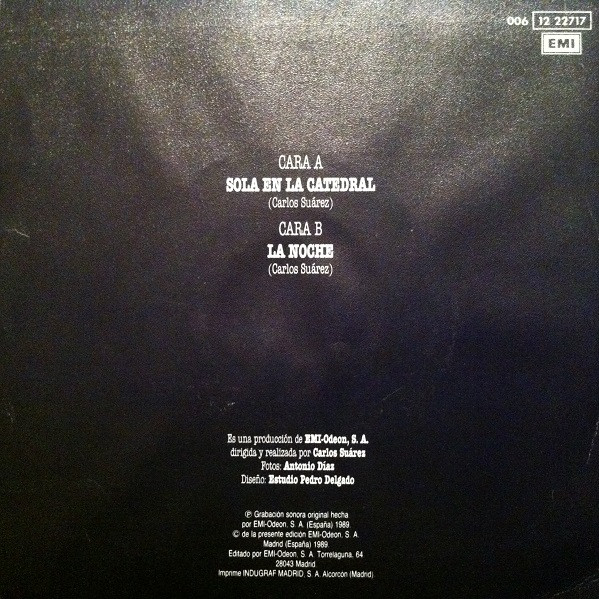 006 12 22717
EMI
CARA A
SOLA EN LA CATEDRAL
(Carlos Suárez)
CARA B
LA NOCHE
(Carlos Suárez)
Es una producción de EMI-Odeon, S. A.
dirigida y realizada por Carlos Suárez
Fotos: Antonio Díaz
Diseño: Estudio Pedro Delgado
℗ Grabación sonora original hecha
por EMI-Odeon, S. A. (España) 1989.
© de la presente edición EMI-Odeon, S. A.
Madrid (España) 1989.
Editado por EMI-Odeon, S. A. Torrelaguna, 64
28043 Madrid.
Imprime INDUGRAF MADRID, S. A. Alcorcón (Madrid)